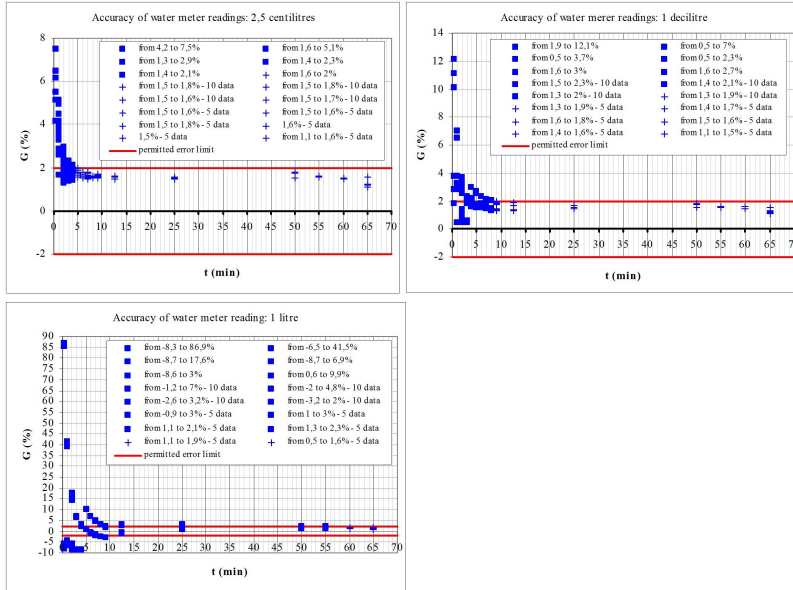 Accuracy of water meter readings: 2,5 centilitres
G (%)
8
6
4
2
0
-2
from 4,2 to 7,5% from 1,6 to 5,1%
from 1,3 to 2,9% from 1,4 to 2,3%
from 1,4 to 2,1% from 1,6 to 2%
from 1,5 to 1,8% - 10 data from 1,5 to 1,8% - 10 data
from 1,5 to 1,6% - 10 data from 1,5 to 1,7% - 10 data
from 1,5 to 1,6% - 5 data from 1,5 to 1,6% - 5 data
from 1,5 to 1,8% - 5 data 1,6% - 5 data
1,5% - 5 data from 1,1 to 1,6% - 5 data
permitted error limit
0 5 10 15 20 25 30 35 40 45 50 55 60 65 70
t (min)
Accuracy of water merer readings: 1 decilitre
G (%)
14
12
10
8
6
4
2
0
-2
from 1,9 to 12,1% from 0,5 to 7%
from 0,5 to 3,7% from 0,5 to 2,3%
from 1,6 to 3% from 1,6 to 2,7%
from 1,5 to 2,3% - 10 data from 1,4 to 2,1% - 10 data
from 1,3 to 2% - 10 data from 1,3 to 1,9% - 10 data
from 1,3 to 1,9% - 5 data from 1,4 to 1,7% - 5 data
from 1,6 to 1,8% - 5 data from 1,5 to 1,6% - 5 data
from 1,4 to 1,6% - 5 data from 1,1 to 1,5% - 5 data
permitted error limit
0 5 10 15 20 25 30 35 40 45 50 55 60 65 70
t (min)
Accuracy of water meter reading: 1 litre
G (%)
90
85
80
75
70
65
60
55
50
45
40
35
30
25
20
15
10
5
0
-5
-10
from -8,3 to 86,9% from -6,5 to 41,5%
from -8,7 to 17,6% from -8,7 to 6,9%
from -8,6 to 3% from 0,6 to 9,9%
from -1,2 to 7% - 10 data from -2 to 4,8% - 10 data
from -2,6 to 3,2% - 10 data from -3,2 to 2% - 10 data
from -0,9 to 3% - 5 data from 1 to 3% - 5 data
from 1,1 to 2,1% - 5 data from 1,3 to 2,3% - 5 data
from 1,1 to 1,9% - 5 data from 0,5 to 1,6% - 5 data
permitted error limit
0 5 10 15 20 25 30 35 40 45 50 55 60 65 70
t (min)